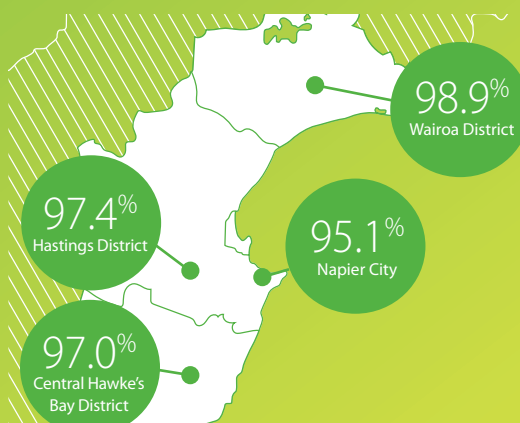 98.9%
Wairoa District
97.4%
Hastings District
95.1%
Napier City
97.0%
Central Hawke's
Bay District